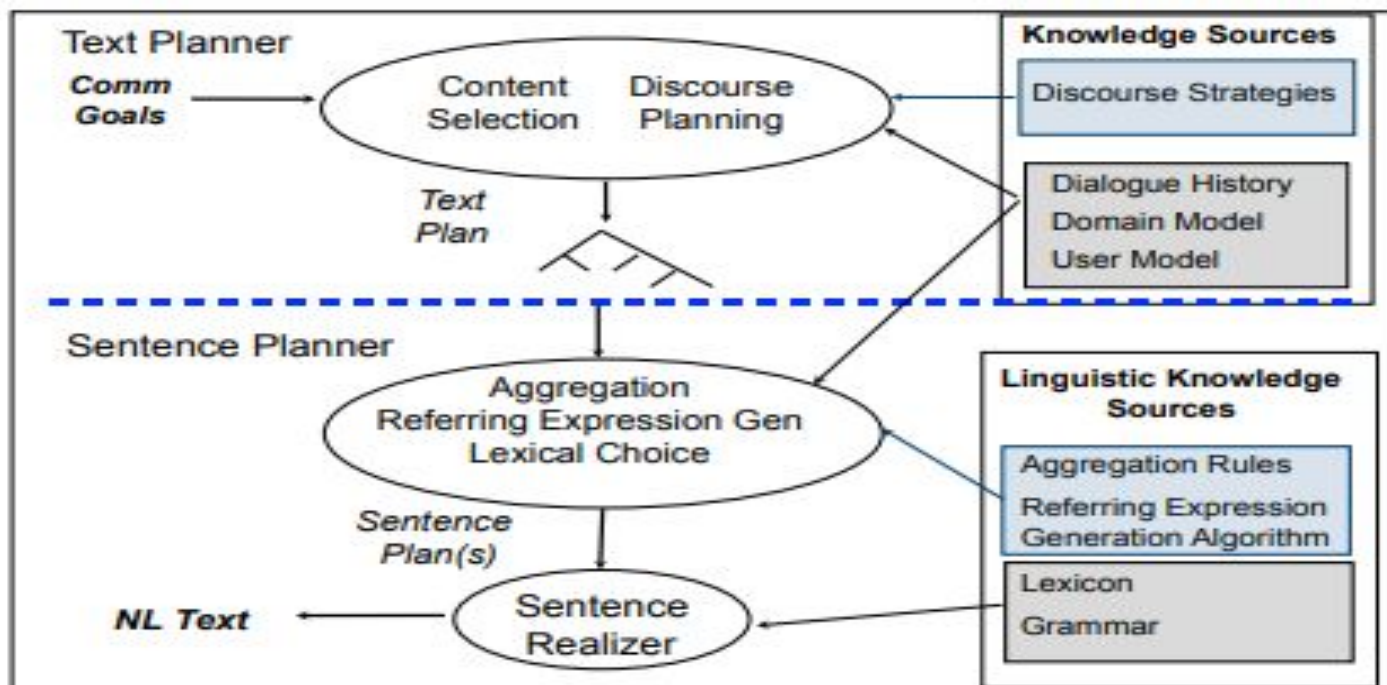 Text Planner
Comm
Goals
Content
Selection
Discourse
Planning
Text
Plan
Knowledge Sources
Discourse Strategies
Dialogue History
Domain Model
User Model
Sentence Planner
Aggregation
Referring Expression Gen
Lexical Choice
Sentence
Plan(s)
Sentence
Realizer
NL Text
Linguistic Knowledge
Sources
Aggregation Rules
Referring Expression
Generation Algorithm
Lexicon
Grammar